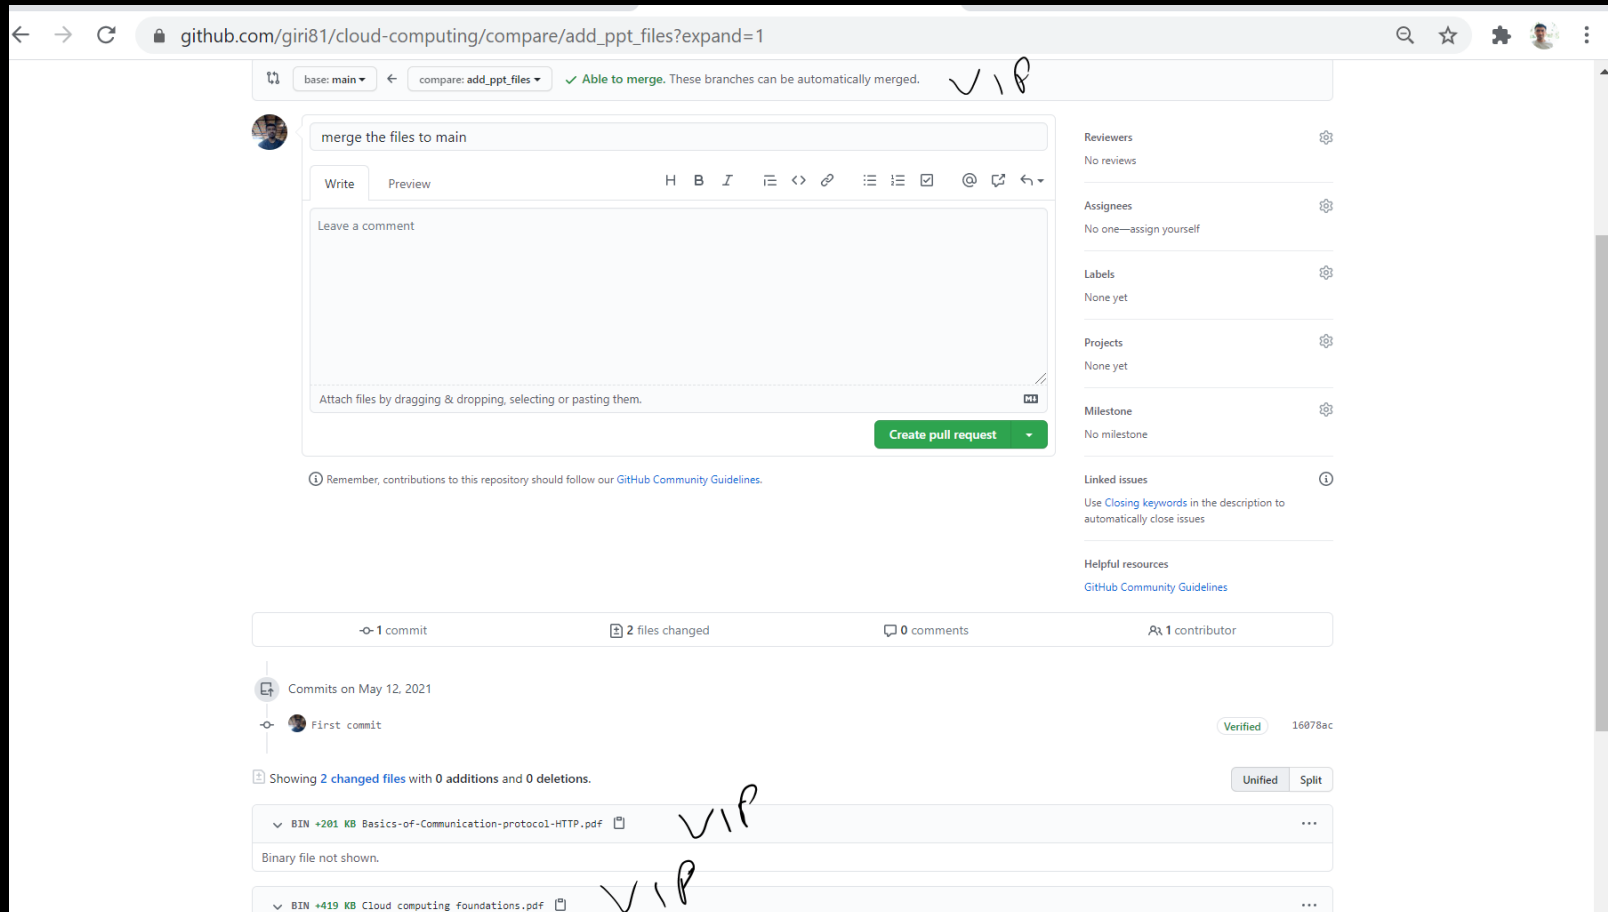 github.com/giri81/cloud-computing/compare/add_ppt_files?expand=1
base: main compare: add_ppt_files Able to merge. These branches can be automatically merged. VIP
merge the files to main
Write Preview H B I
Leave a comment
Attach files by dragging & dropping, selecting or pasting them.
Create pull request
Remember, contributions to this repository should follow our GitHub Community Guidelines.
Reviewers
No reviews
Assignees
No one—assign yourself
Labels
None yet
Projects
None yet
Milestone
No milestone
Linked issues
Use Closing keywords in the description to
automatically close issues
Helpful resources
GitHub Community Guidelines
1 commit 2 files changed 0 comments 1 contributor
Commits on May 12, 2021
First commit Verified 16078ac
Showing 2 changed files with 0 additions and 0 deletions. Unified Split
BIN +201 KB Basics-of-Communication-protocol-HTTP.pdf VIP
Binary file not shown.
BIN +419 KB Cloud computing foundations.pdf VIP